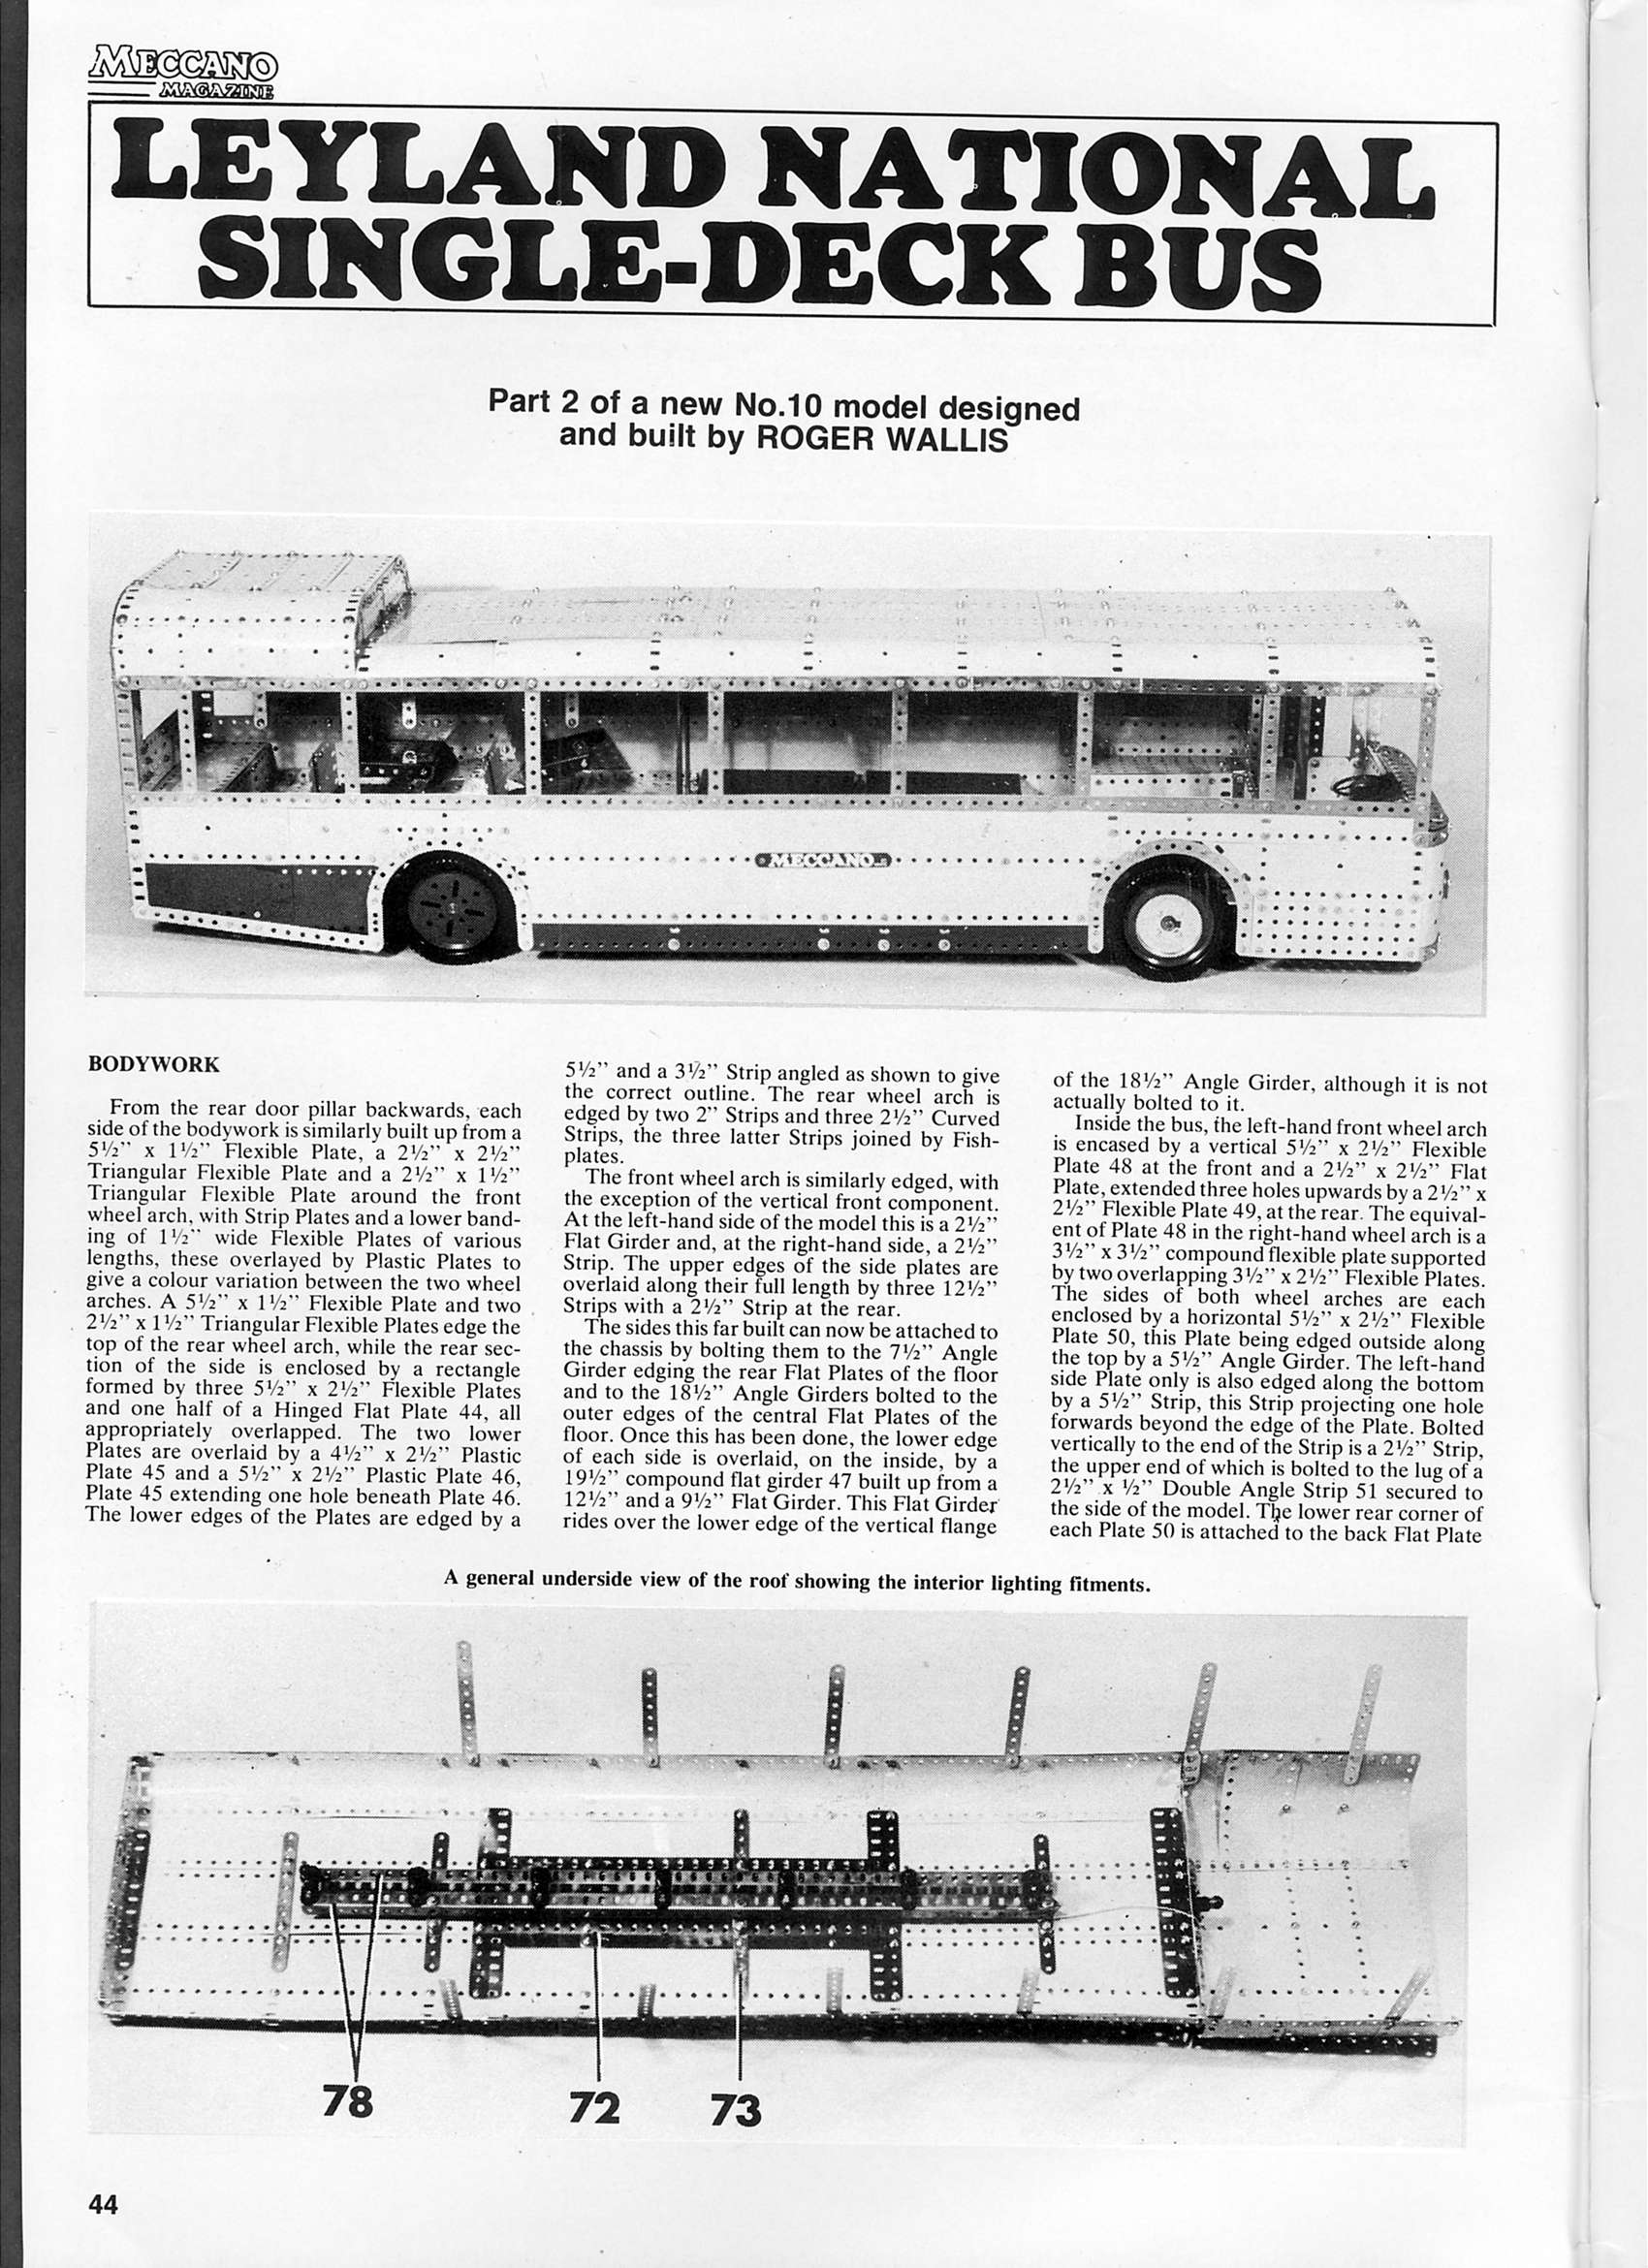 MECCANO
MAGAZINE
LEYLAND NATIONAL
SINGLE-DECK BUS
Part 2 of a new No.10 model designed
and built by ROGER WALLIS
MECCANO
BODYWORK
From the rear door pillar backwards, each
side of the bodywork is similarly built up from a
5½” x 1½” Flexible Plate, a 2½” x 2½”
Triangular Flexible Plate and a 2½” x 1½”
Triangular Flexible Plate around the front
wheel arch, with Strip Plates and a lower band-
ing of 1½” wide Flexible Plates of various
lengths, these overlayed by Plastic Plates to
give a colour variation between the two wheel
arches. A 5½” x 1½” Flexible Plate and two
2½” x 1½” Triangular Flexible Plates edge the
top of the rear wheel arch, while the rear sec-
tion of the side is enclosed by a rectangle
formed by three 5½” x 2½” Flexible Plates
and one half of a Hinged Flat Plate 44, all
appropriately overlapped. The two lower
Plates are overlaid by a 4½” x 2½” Plastic
Plate 45 and a 5½” x 2½” Plastic Plate 46,
Plate 45 extending one hole beneath Plate 46.
The lower edges of the Plates are edged by a
5½” and a 3½” Strip angled as shown to give
the correct outline. The rear wheel arch is
edged by two 2” Strips and three 2½” Curved
Strips, the three latter Strips joined by Fish-
plates.
The front wheel arch is similarly edged, with
the exception of the vertical front component.
At the left-hand side of the model this is a 2½”
Flat Girder and, at the right-hand side, a 2½”
Strip. The upper edges of the side plates are
overlaid along their full length by three 12½”
Strips with a 2½” Strip at the rear.
The sides this far built can now be attached to
the chassis by bolting them to the 7½” Angle
Girder edging the rear Flat Plates of the floor
and to the 18½” Angle Girders bolted to the
outer edges of the central Flat Plates of the
floor. Once this has been done, the lower edge
of each side is overlaid, on the inside, by a
19½” compound flat girder 47 built up from a
12½” and a 9½” Flat Girder. This Flat Girder
rides over the lower edge of the vertical flange
of the 18½” Angle Girder, although it is not
actually bolted to it.
Inside the bus, the left-hand front wheel arch
is encased by a vertical 5½” x 2½” Flexible
Plate 48 at the front and a 2½” x 2½” Flat
Plate, extended three holes upwards by a 2½” x
2½” Flexible Plate 49, at the rear. The equival-
ent of Plate 48 in the right-hand wheel arch is a
3½” x 3½” compound flexible plate supported
by two overlapping 3½” x 2½” Flexible Plates.
The sides of both wheel arches are each
enclosed by a horizontal 5½” x 2½” Flexible
Plate 50, this Plate being edged outside along
the top by a 5½” Angle Girder. The left-hand
side Plate only is also edged along the bottom
by a 5½” Strip, this Strip projecting one hole
forwards beyond the edge of the Plate. Bolted
vertically to the end of the Strip is a 2½” Strip,
the upper end of which is bolted to the lug of a
2½” x ½” Double Angle Strip 51 secured to
the side of the model. The lower rear corner of
each Plate 50 is attached to the back Flat Plate
A general underside view of the roof showing the interior lighting fitments.
78
72
73
44